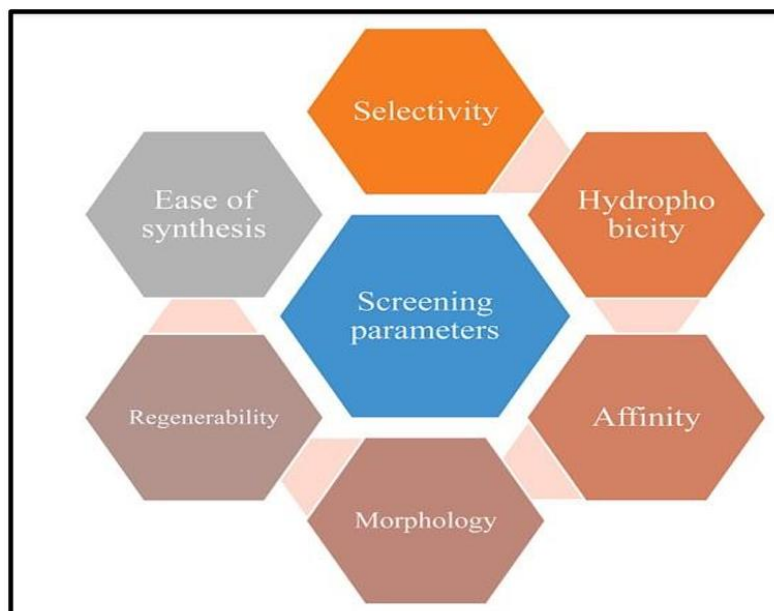 Selectivity
Hydropho
bicity
Affinity
Morphology
Regenerability
Ease of
synthesis
Screening
parameters